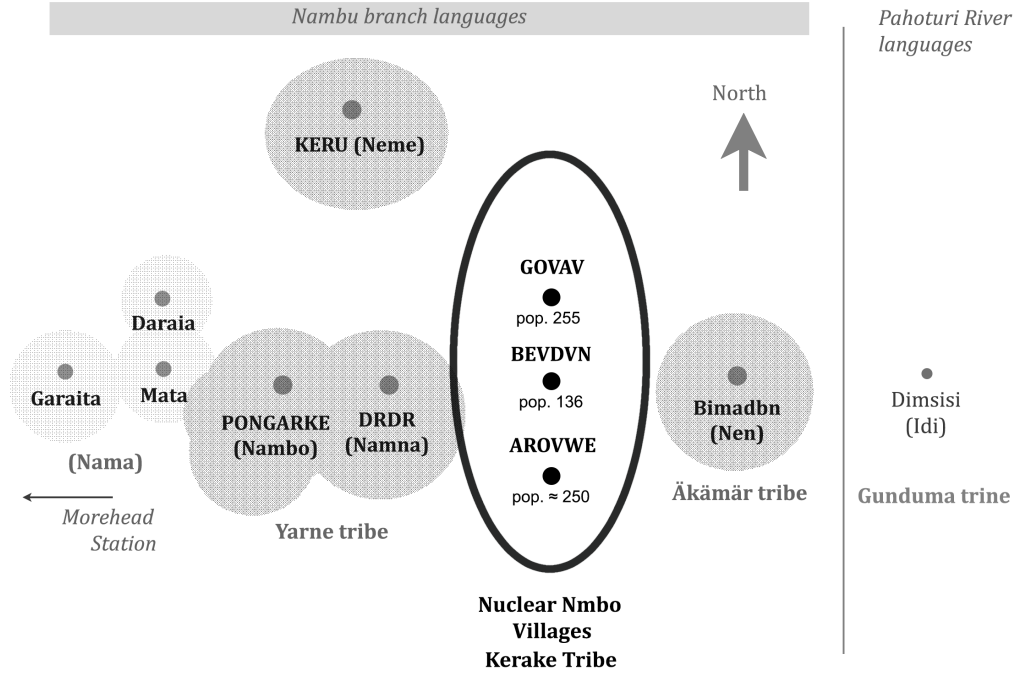 Nambu branch languages
Pahoturi River
languages
North
KERU (Neme)
GOVAV
pop. 255
BEVDVN
pop. 136
AROVWE
pop. ≈ 250
Daraia
Garaita
Mata
(Nama)
PONGARKE
(Nambo)
DRDR
(Namna)
Yarne tribe
Bimadbn
(Nen)
Äkämär tribe
Dimsisi
(Idi)
Gunduma trine
Morehead
Station
Nuclear Nmbo
Villages
Kerake Tribe